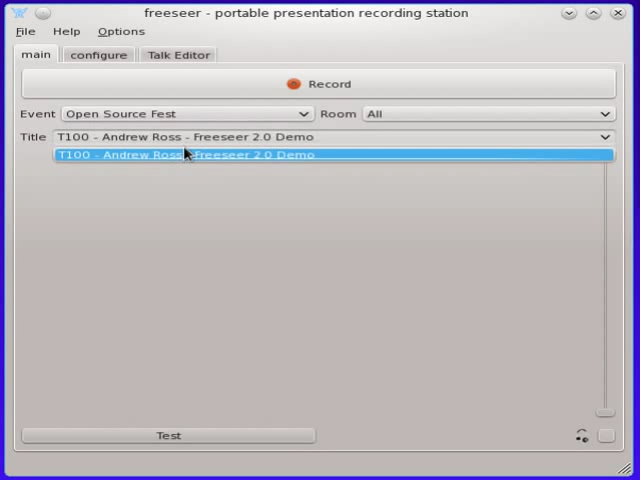 freeseer - portable presentation recording station
File Help Options
main configure Talk Editor
Record
Event Open Source Fest Room All
Title T100 - Andrew Ross - Freeseer 2.0 Demo
T100 - Andrew Ross - Freeseer 2.0 Demo
Test